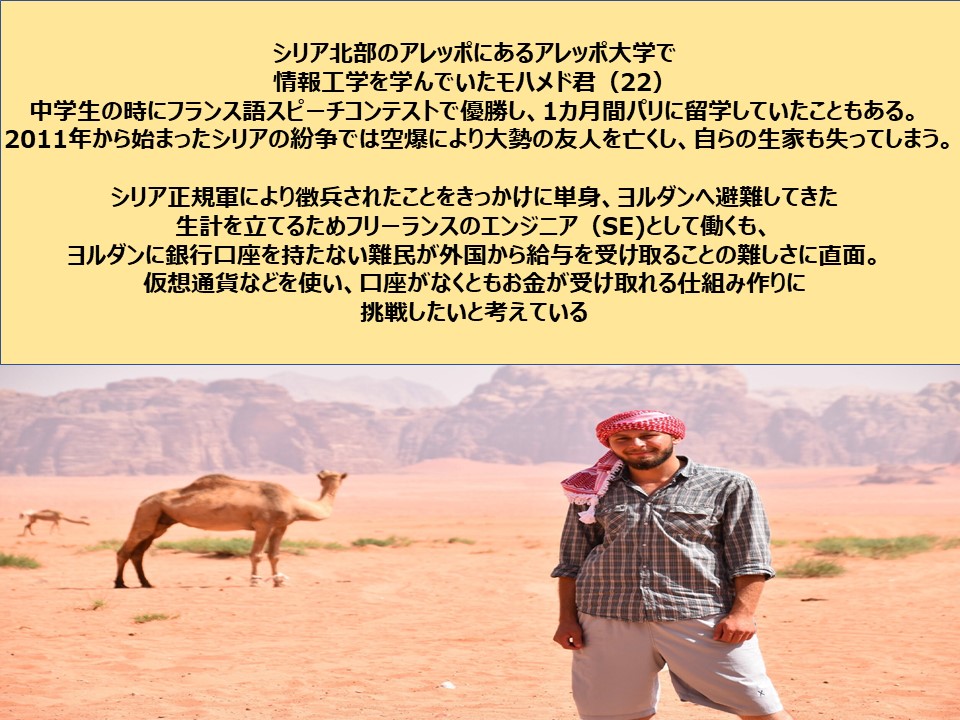 シリア北部のアレッポにあるアレッポ大学で
情報工学を学んでいたモハメド君（22）
中学生の時にフランス語スピーチコンテストで優勝し、1カ月間パリに留学していたこともある。
2011年から始まったシリアの紛争では空爆により大勢の友人を亡くし、自らの生家も失ってしまう。
シリア正規軍により徴兵されたことをきっかけに単身、ヨルダンへ避難してきた
生計を立てるためフリーランスのエンジニア（SE)として働くも、
ヨルダンに銀行口座を持たない難民が外国から給与を受け取ることの難しさに直面。
仮想通貨などを使い、口座がなくともお金が受け取れる仕組み作りに
挑戦したいと考えている